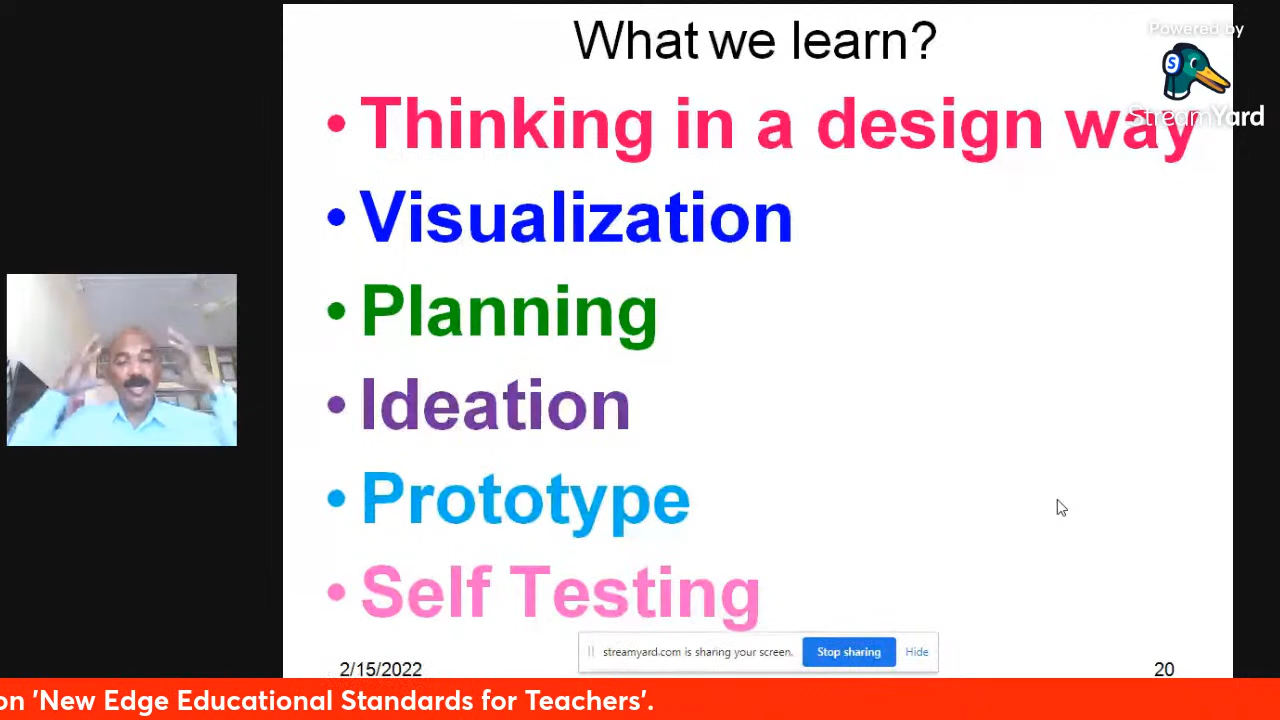 What we learn?
Powered by
S
StreamYard
• Thinking in a design way
• Visualization
• Planning
• Ideation
• Prototype
• Self Testing
streamyard.com is sharing your screen.
Stop sharing
Hide
2/15/2022
20
on 'New Edge Educational Standards for Teachers'.